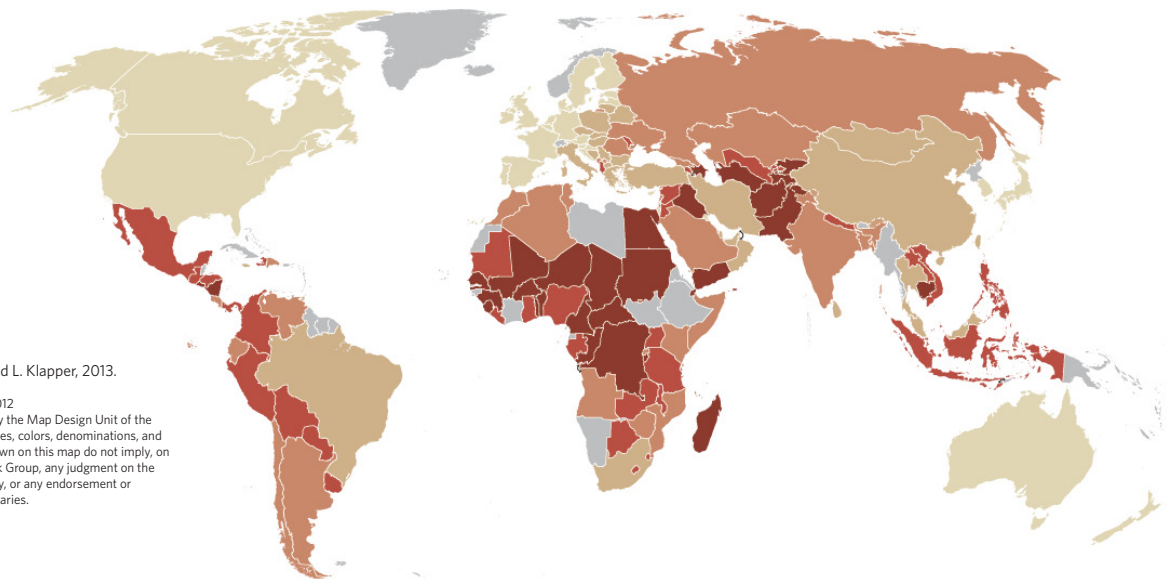 d L. Klapper, 2013.
012
y the Map Design Unit of the
es, colors, denominations, and
wn on this map do not imply, on
k Group, any judgment on the
y, or any endorsement or
aries.